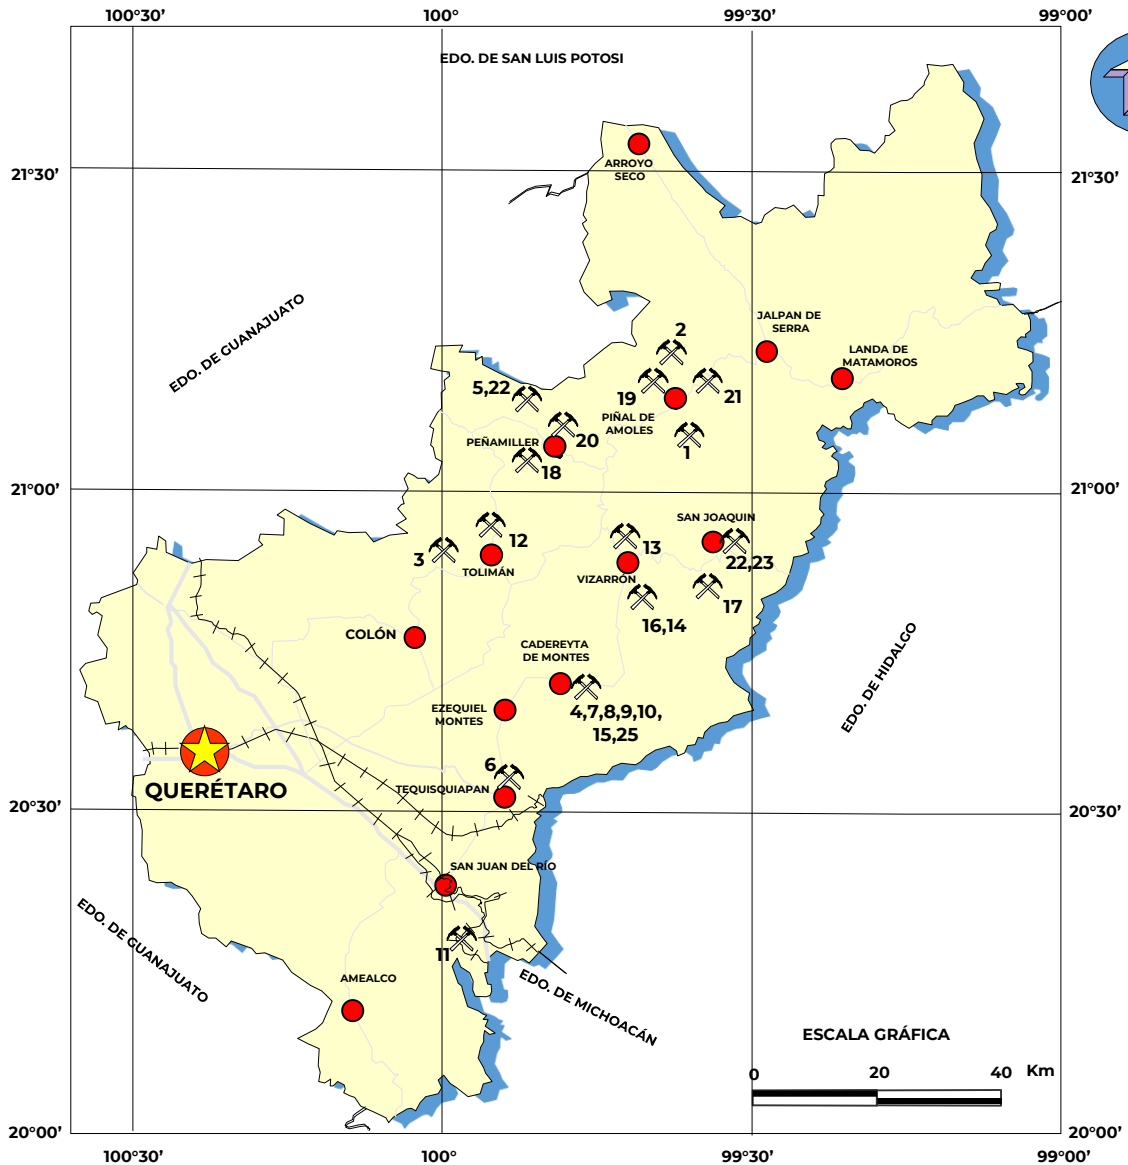 100°30’
100°
99°30’
99°00’
EDO. DE SAN LUIS POTOSI
21°30’
21°30’
ARROYO
SECO
EDO. DE GUANAJUATO
JALPAN DE
SERRA
2
LANDA DE
MATAMOROS
5,22
19
21
PIÑAL DE
AMOLES
PEÑAMILLER
20
1
18
21°00’
21°00’
SAN JOAQUIN
12
13
3
22,23
TOLIMÁN
VIZARRÓN
17
16,14
COLÓN
CADEREYTA
DE MONTES
EDO. DE HIDALGO
EZEQUIEL
MONTES
4,7,8,9,10,
15,25
6
TEQUISQUIAPAN
QUERÉTARO
20°30’
20°30’
SAN JUAN DEL RÍO
EDO. DE GUANAJUATO
11
AMEALCO
EDO. DE MICHOACÁN
ESCALA GRÁFICA
0 20 40 Km
20°00’
20°00’
100°30’
100°
99°30’
99°00’